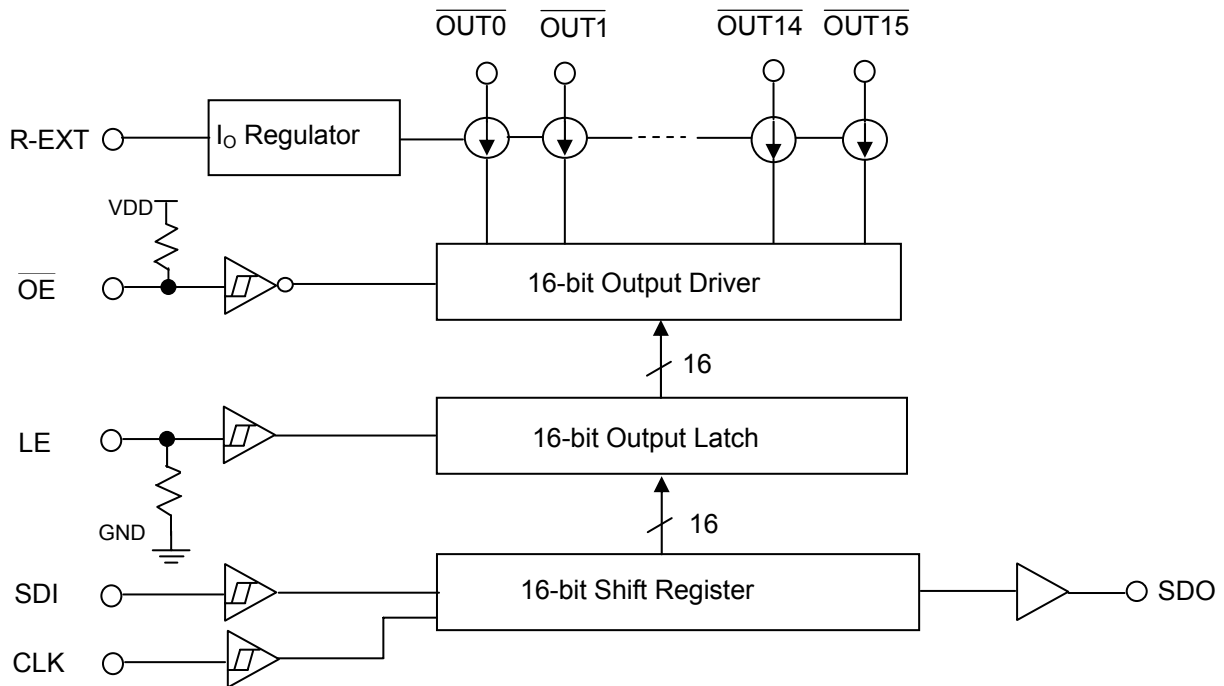 OUT0 OUT1 OUT14 OUT15
R-EXT
IO Regulator
VDD
OE
16-bit Output Driver
16
LE
16-bit Output Latch
GND
16
SDI
16-bit Shift Register
SDO
CLK